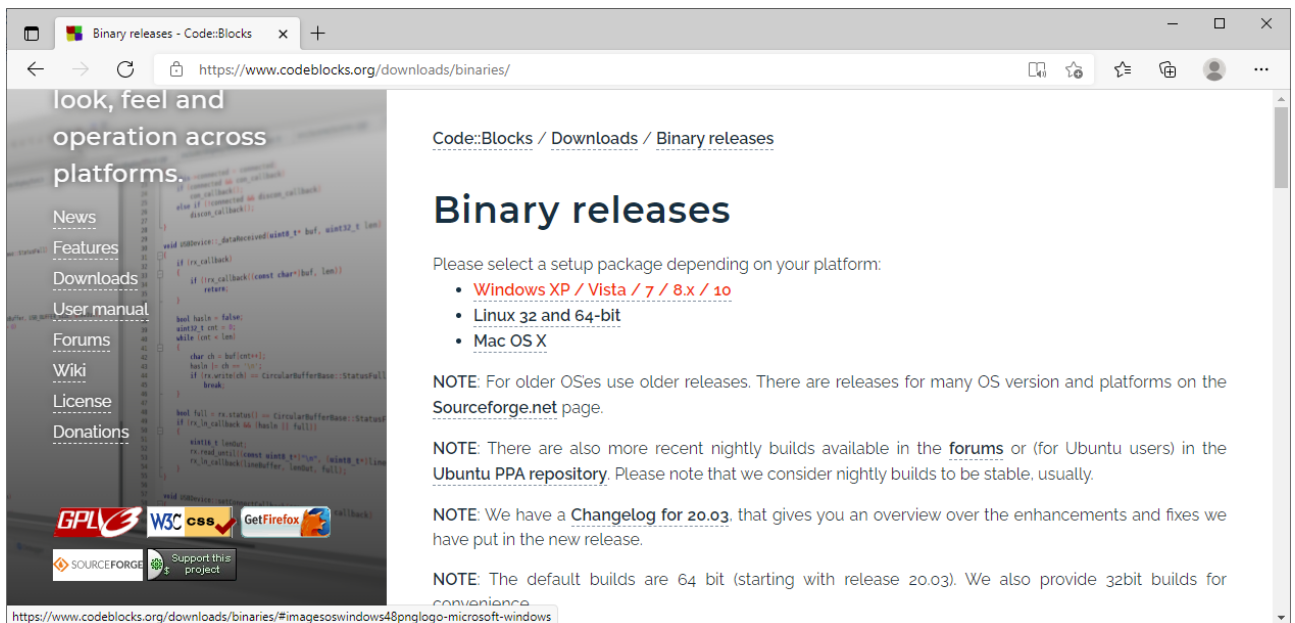 Binary releases - Code::Blocks
https://www.codeblocks.org/downloads/binaries/
look, feel and
operation across
platforms.
News
Features
Downloads
User manual
Forums
Wiki
License
Donations
GPL V3
W3C css
GetFirefox
SOURCEFORGE
Support this
$ project
Code::Blocks / Downloads / Binary releases
Binary releases
Please select a setup package depending on your platform:
• Windows XP / Vista / 7 / 8.x / 10
• Linux 32 and 64-bit
• Mac OS X
NOTE: For older OS'es use older releases. There are releases for many OS version and platforms on the
Sourceforge.net page.
NOTE: There are also more recent nightly builds available in the forums or (for Ubuntu users) in the
Ubuntu PPA repository. Please note that we consider nightly builds to be stable, usually.
NOTE: We have a Changelog for 20.03, that gives you an overview over the enhancements and fixes we
have put in the new release.
NOTE: The default builds are 64 bit (starting with release 20.03). We also provide 32bit builds for
convenience.
https://www.codeblocks.org/downloads/binaries/#imagesoswindows48pnglogo-microsoft-windows